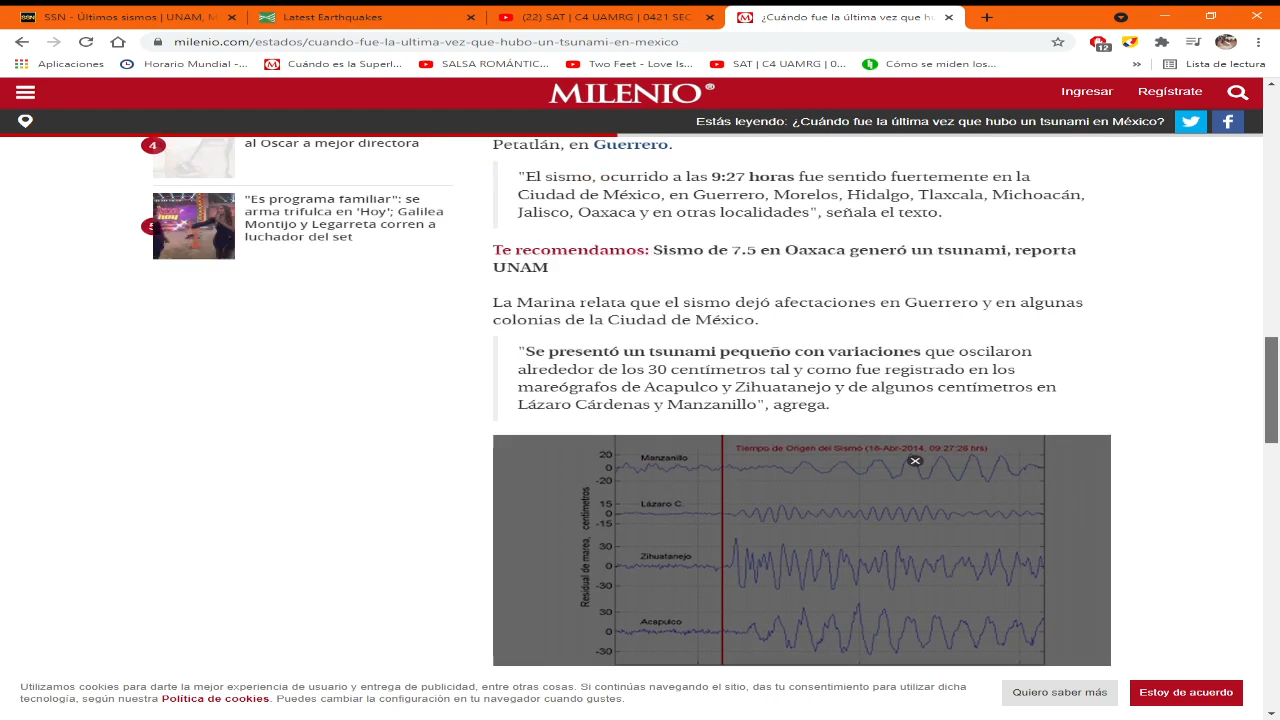 SSN - Últimos sismos | UNAM, M
Latest Earthquakes
(22) SAT | C4 UAMRG | 0421 SEC
¿Cuándo fue la última vez que hu
milenio.com/estados/cuando-fue-la-ultima-vez-que-hubo-un-tsunami-en-mexico
12
Aplicaciones
Horario Mundial -...
Cuándo es la Superl...
SALSA ROMÁNTIC...
Two Feet - Love Is...
SAT | C4 UAMRG | 0...
Cómo se miden los...
»
Lista de lectura
MILENIO®
Ingresar
Regístrate
Estás leyendo: ¿Cuándo fue la última vez que hubo un tsunami en México?
4
al Oscar a mejor directora
5
"Es programa familiar": se
arma trifulca en 'Hoy'; Galilea
Montijo y Legarreta corren a
luchador del set
Petatlán, en Guerrero.
"El sismo, ocurrido a las 9:27 horas fue sentido fuertemente en la
Ciudad de México, en Guerrero, Morelos, Hidalgo, Tlaxcala, Michoacán,
Jalisco, Oaxaca y en otras localidades", señala el texto.
Te recomendamos: Sismo de 7.5 en Oaxaca generó un tsunami, reporta
UNAM
La Marina relata que el sismo dejó afectaciones en Guerrero y en algunas
colonias de la Ciudad de México.
"Se presentó un tsunami pequeño con variaciones que oscilaron
alrededor de los 30 centímetros tal y como fue registrado en los
mareógrafos de Acapulco y Zihuatanejo y de algunos centímetros en
Lázaro Cárdenas y Manzanillo", agrega.
Tiempo de Origen del Sismo (16-Abr-2014, 09:27:26 hrs)
Residual de marea, centímetros
20
0
-20
Manzanillo
15
0
-15
Lázaro C.
30
0
-30
Zihuatanejo
30
0
-30
Acapulco
Utilizamos cookies para darte la mejor experiencia de usuario y entrega de publicidad, entre otras cosas. Si continúas navegando el sitio, das tu consentimiento para utilizar dicha
tecnología, según nuestra Política de cookies. Puedes cambiar la configuración en tu navegador cuando gustes.
Quiero saber más
Estoy de acuerdo